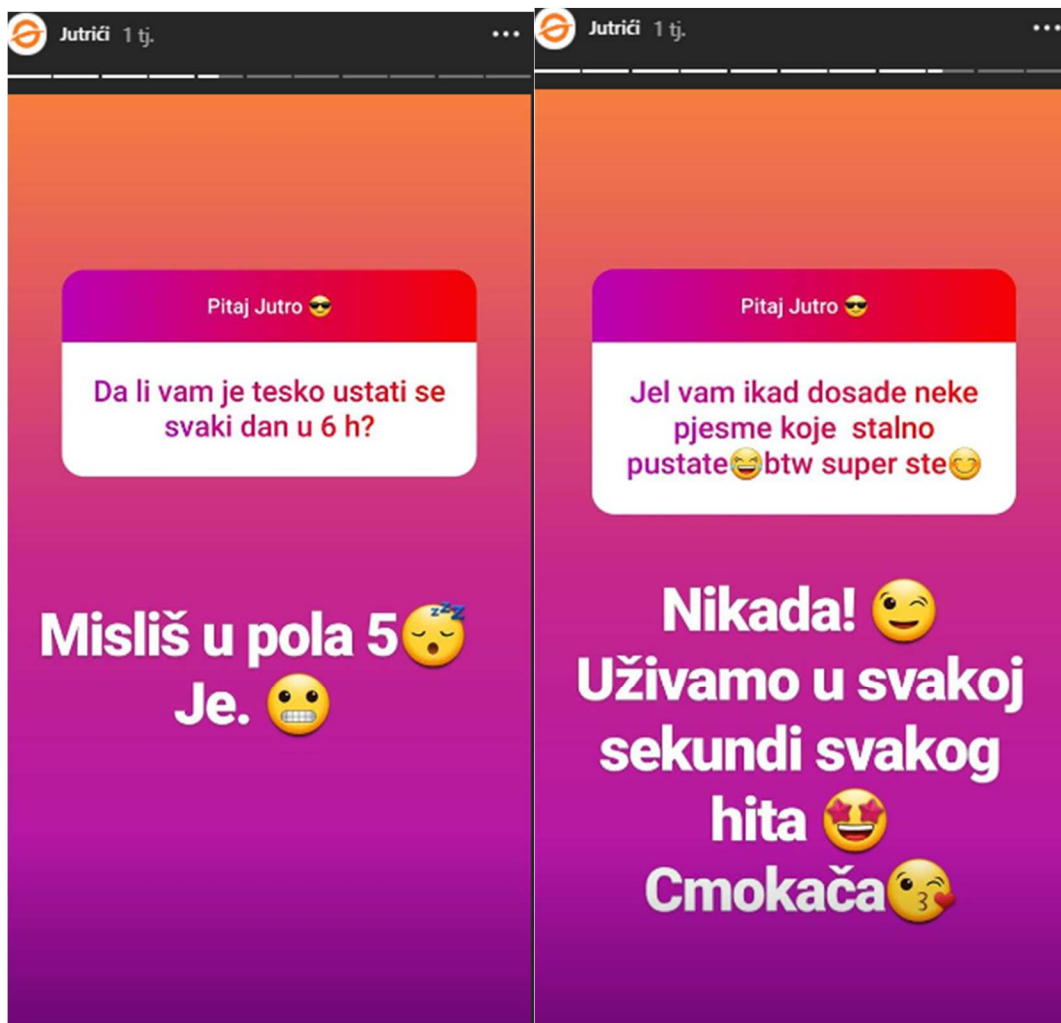 Jutrići 1 tj.
Pitaj Jutro 😎
Da li vam je tesko ustati se
svaki dan u 6 h?
Misliš u pola 5😴
Je. 😬
Jutrići 1 tj.
Pitaj Jutro 😎
Jel vam ikad dosade neke
pjesme koje stalno
pustate😂btw super ste😊
Nikada! 😉
Uživamo u svakoj
sekundi svakog
hita 🤩
Cmokača😘